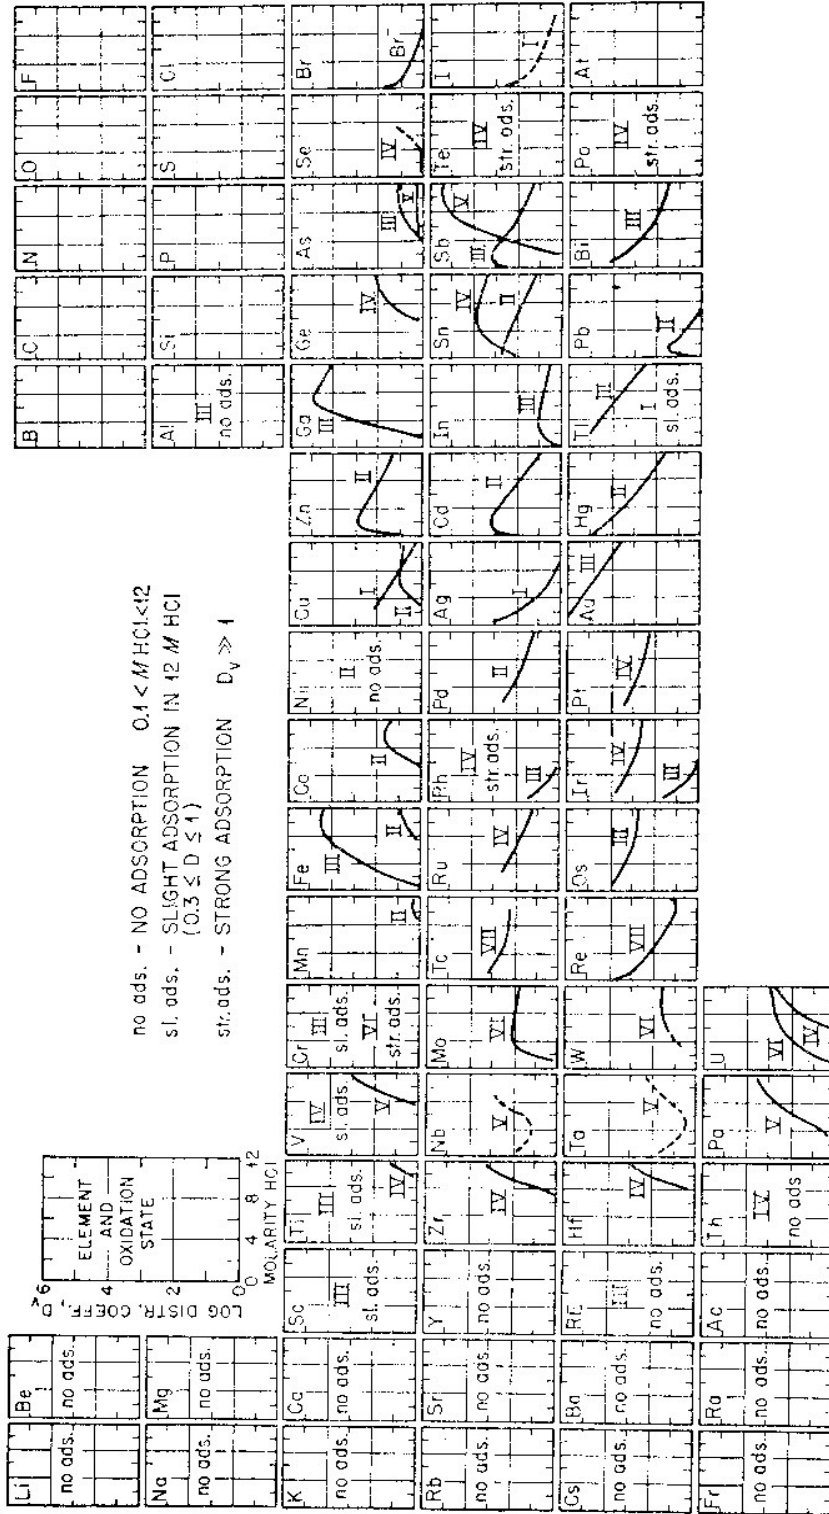 Li
no ads.
Be
no ads.
LOG DISTR. COEFF., Dv
6
4
2
0
ELEMENT
AND
OXIDATION
STATE
0 4 8 12
MOLARITY HCl
no ads. - NO ADSORPTION 0.1 < M HCl < 12
sl. ads. - SLIGHT ADSORPTION IN 12 M HCl
(0.3 ≤ D ≤ 1)
str. ads. - STRONG ADSORPTION Dv ≫ 1
B
C
N
O
F
Na
no ads.
Mg
no ads.
Al
III
no ads.
Si
P
S
Cl
K
no ads.
Ca
no ads.
Sc
III
sl. ads.
Ti
III
sl. ads.
IV
V
IV
sl. ads.
V
Cr
III
sl. ads.
VI
str. ads.
Mn
II
Fe
III
II
Co
II
Ni
II
no ads.
Cu
I
II
Zn
II
Ga
III
Ge
IV
As
III
V
Se
IV
Br
Br⁻
Rb
no ads.
Sr
no ads.
Y
no ads.
Zr
IV
Nb
V
Mo
VI
Tc
VII
Ru
IV
Rh
IV
str. ads.
III
Pd
II
Ag
I
Cd
II
In
III
Sn
IV
II
Sb
V
III
Te
IV
str. ads.
I
I⁻
Cs
no ads.
Ba
no ads.
RE
III
no ads.
Hf
IV
Ta
V
W
VI
Re
VII
Os
III
Ir
IV
III
Pt
IV
Au
III
Hg
II
Tl
III
I
sl. ads.
Pb
II
Bi
III
Po
IV
str. ads.
At
Fr
no ads.
Ra
no ads.
Ac
no ads.
Th
IV
no ads
Pa
V
U
VI
IV